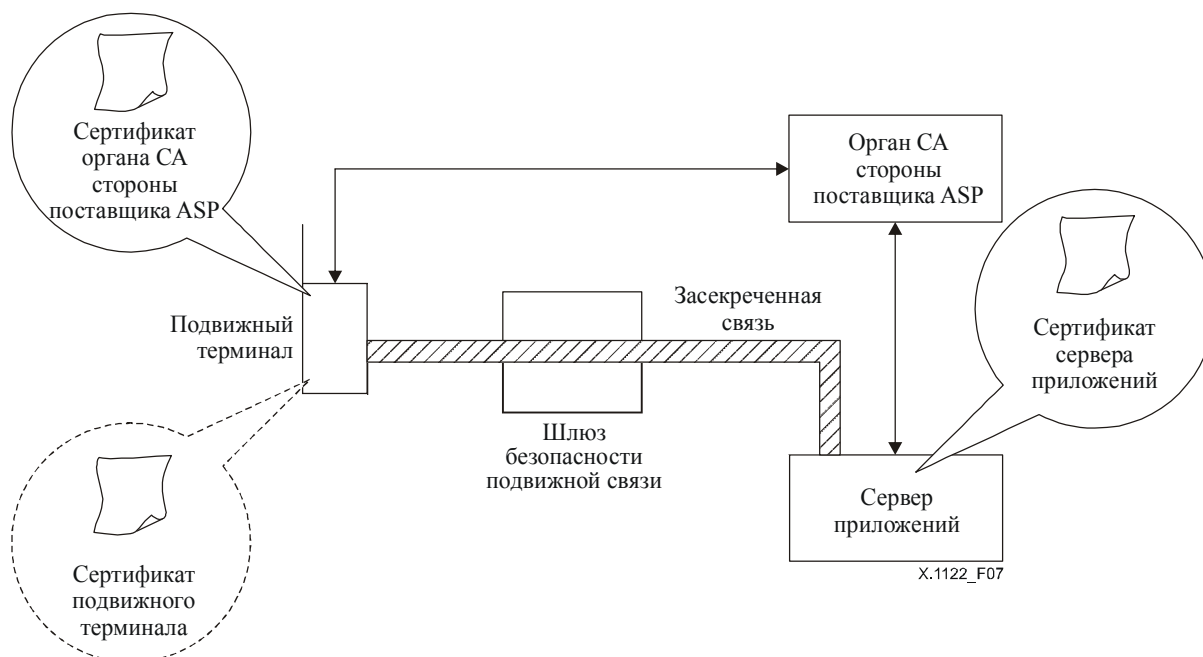 Сертификат
органа CA
стороны
поставщика ASP
Орган CA
стороны
поставщика ASP
Подвижный
терминал
Засекреченная
связь
Сертификат
сервера
приложений
Шлюз
безопасности
подвижной связи
Сервер
приложений
X.1122_F07
Сертификат
подвижного
терминала